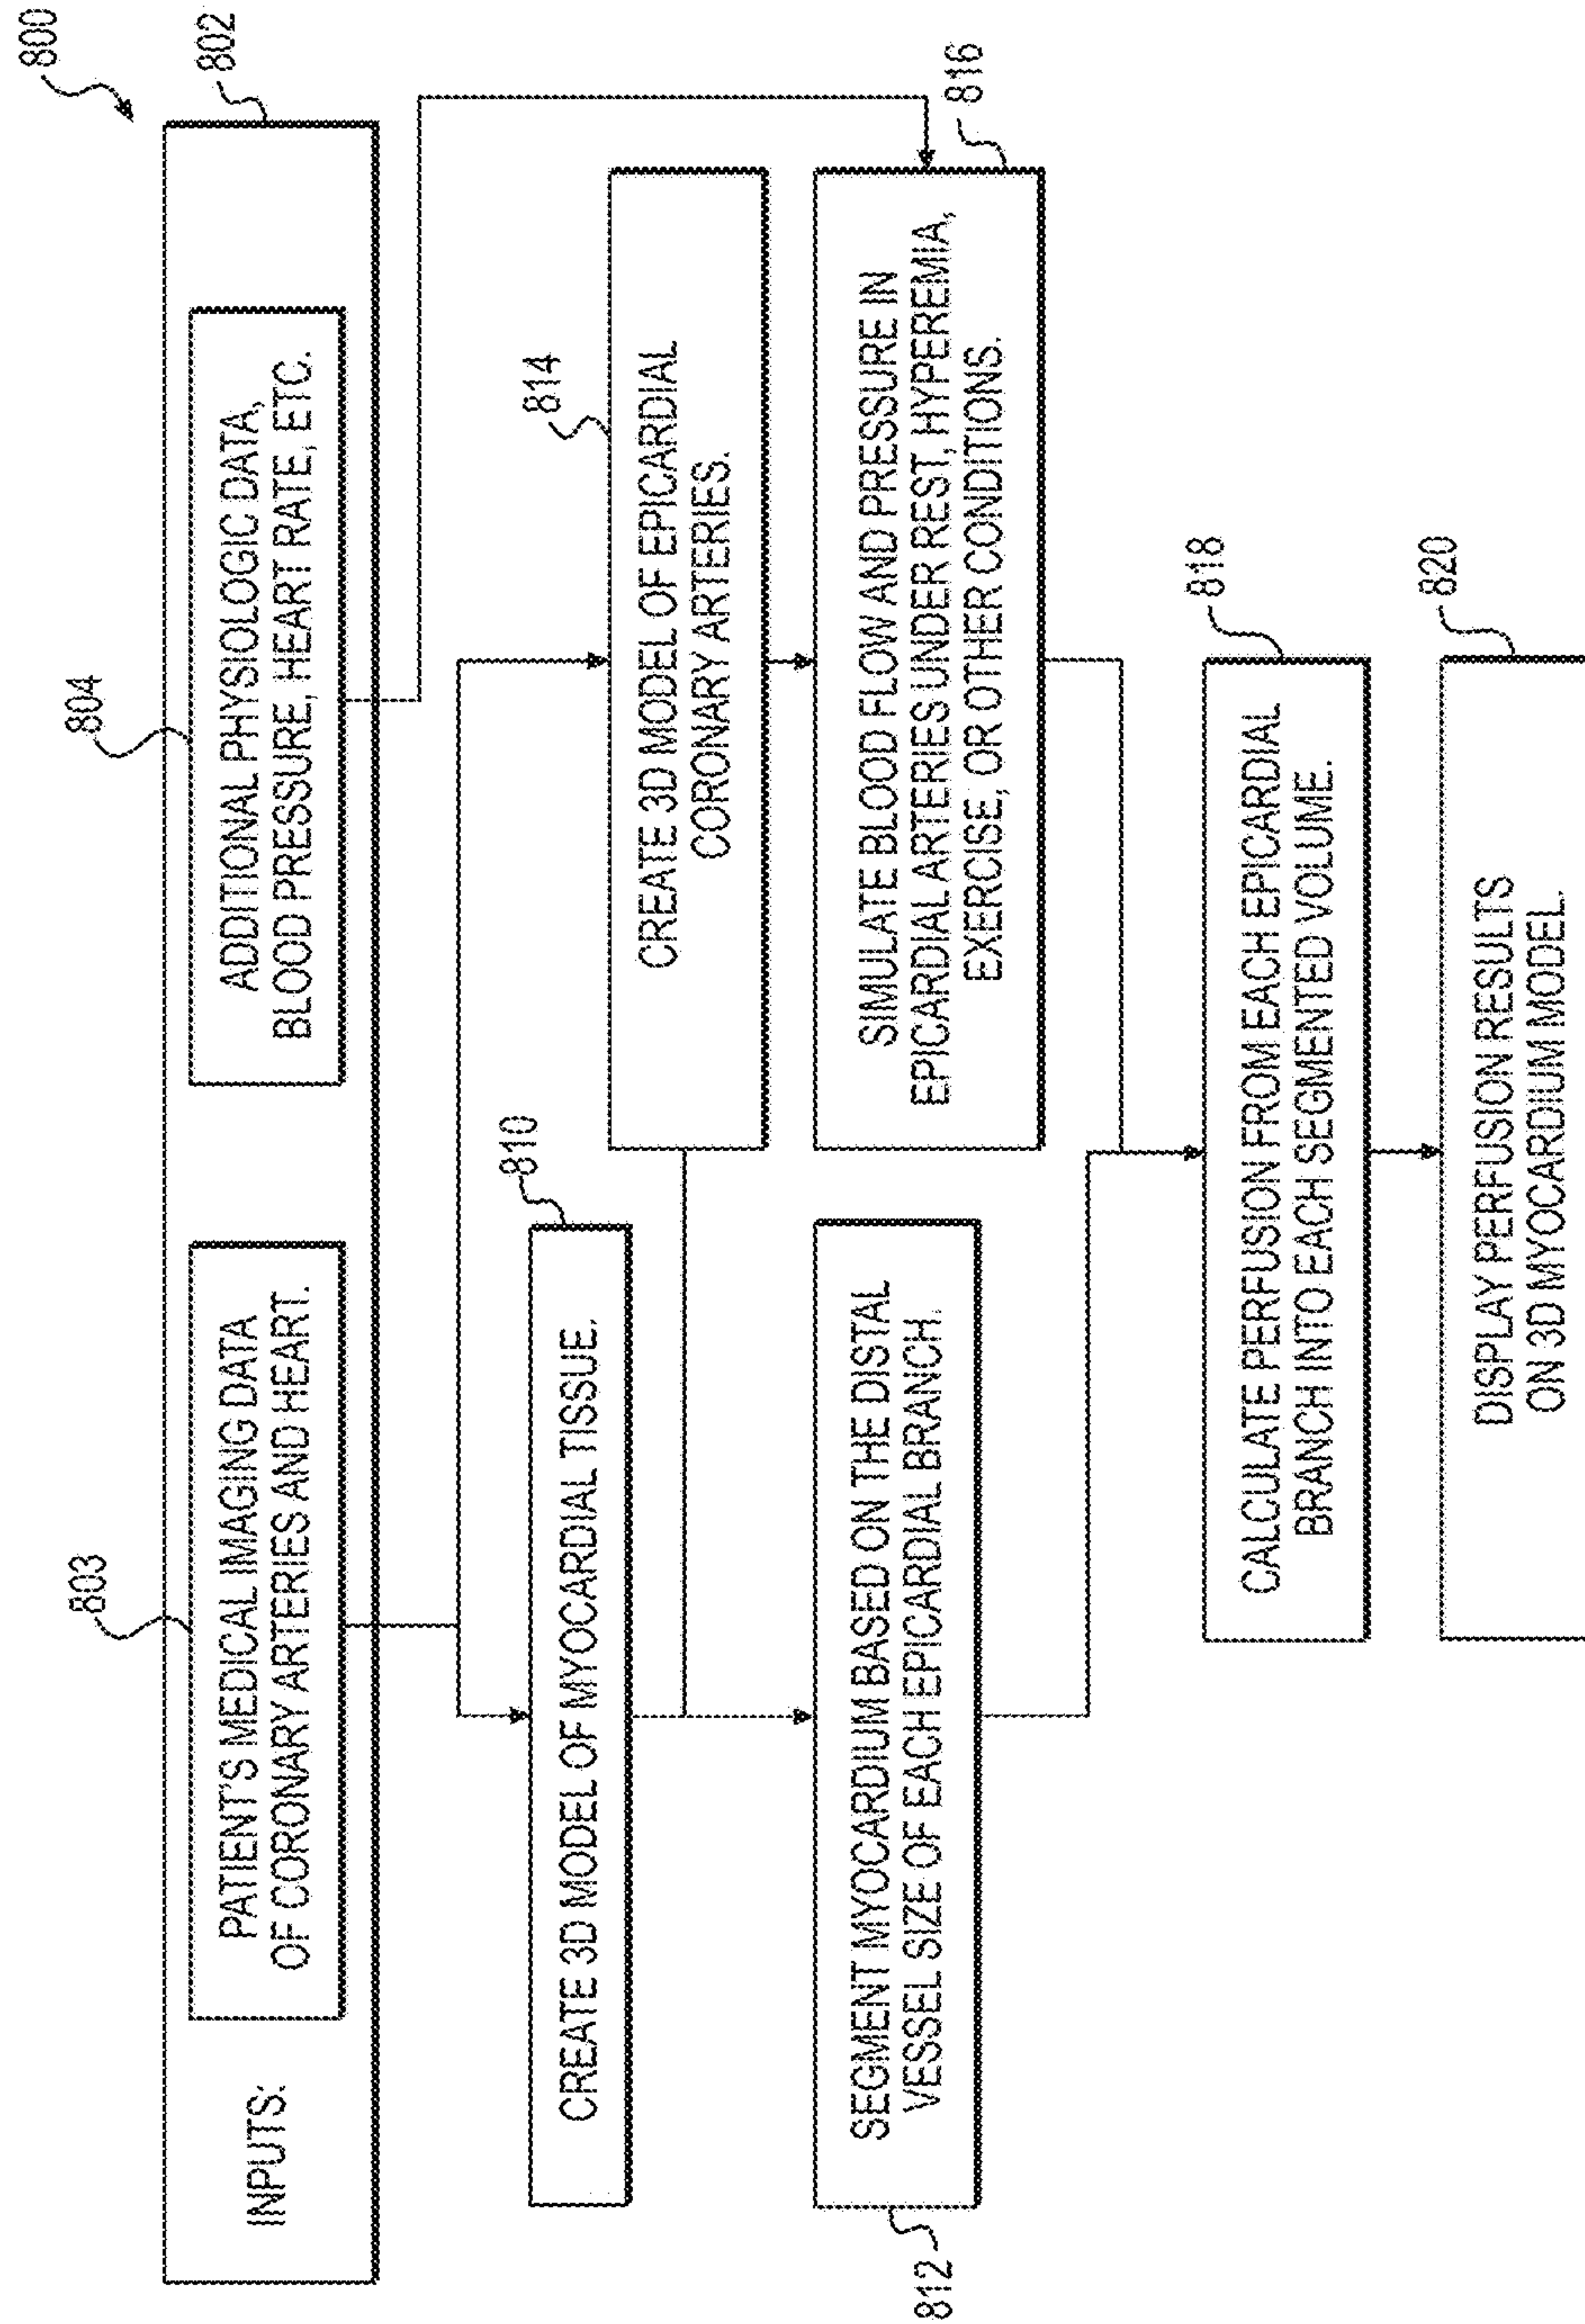 800
802
INPUTS:
803
PATIENT'S MEDICAL IMAGING DATA
OF CORONARY ARTERIES AND HEART.
804
ADDITIONAL PHYSIOLOGIC DATA,
BLOOD PRESSURE, HEART RATE, ETC.
810
CREATE 3D MODEL OF MYOCARDIAL TISSUE.
814
CREATE 3D MODEL OF EPICARDIAL
CORONARY ARTERIES.
812
SEGMENT MYOCARDIUM BASED ON THE DISTAL
VESSEL SIZE OF EACH EPICARDIAL BRANCH.
816
SIMULATE BLOOD FLOW AND PRESSURE IN
EPICARDIAL ARTERIES UNDER REST, HYPEREMIA,
EXERCISE, OR OTHER CONDITIONS.
818
CALCULATE PERFUSION FROM EACH EPICARDIAL
BRANCH INTO EACH SEGMENTED VOLUME.
820
DISPLAY PERFUSION RESULTS
ON 3D MYOCARDIUM MODEL.